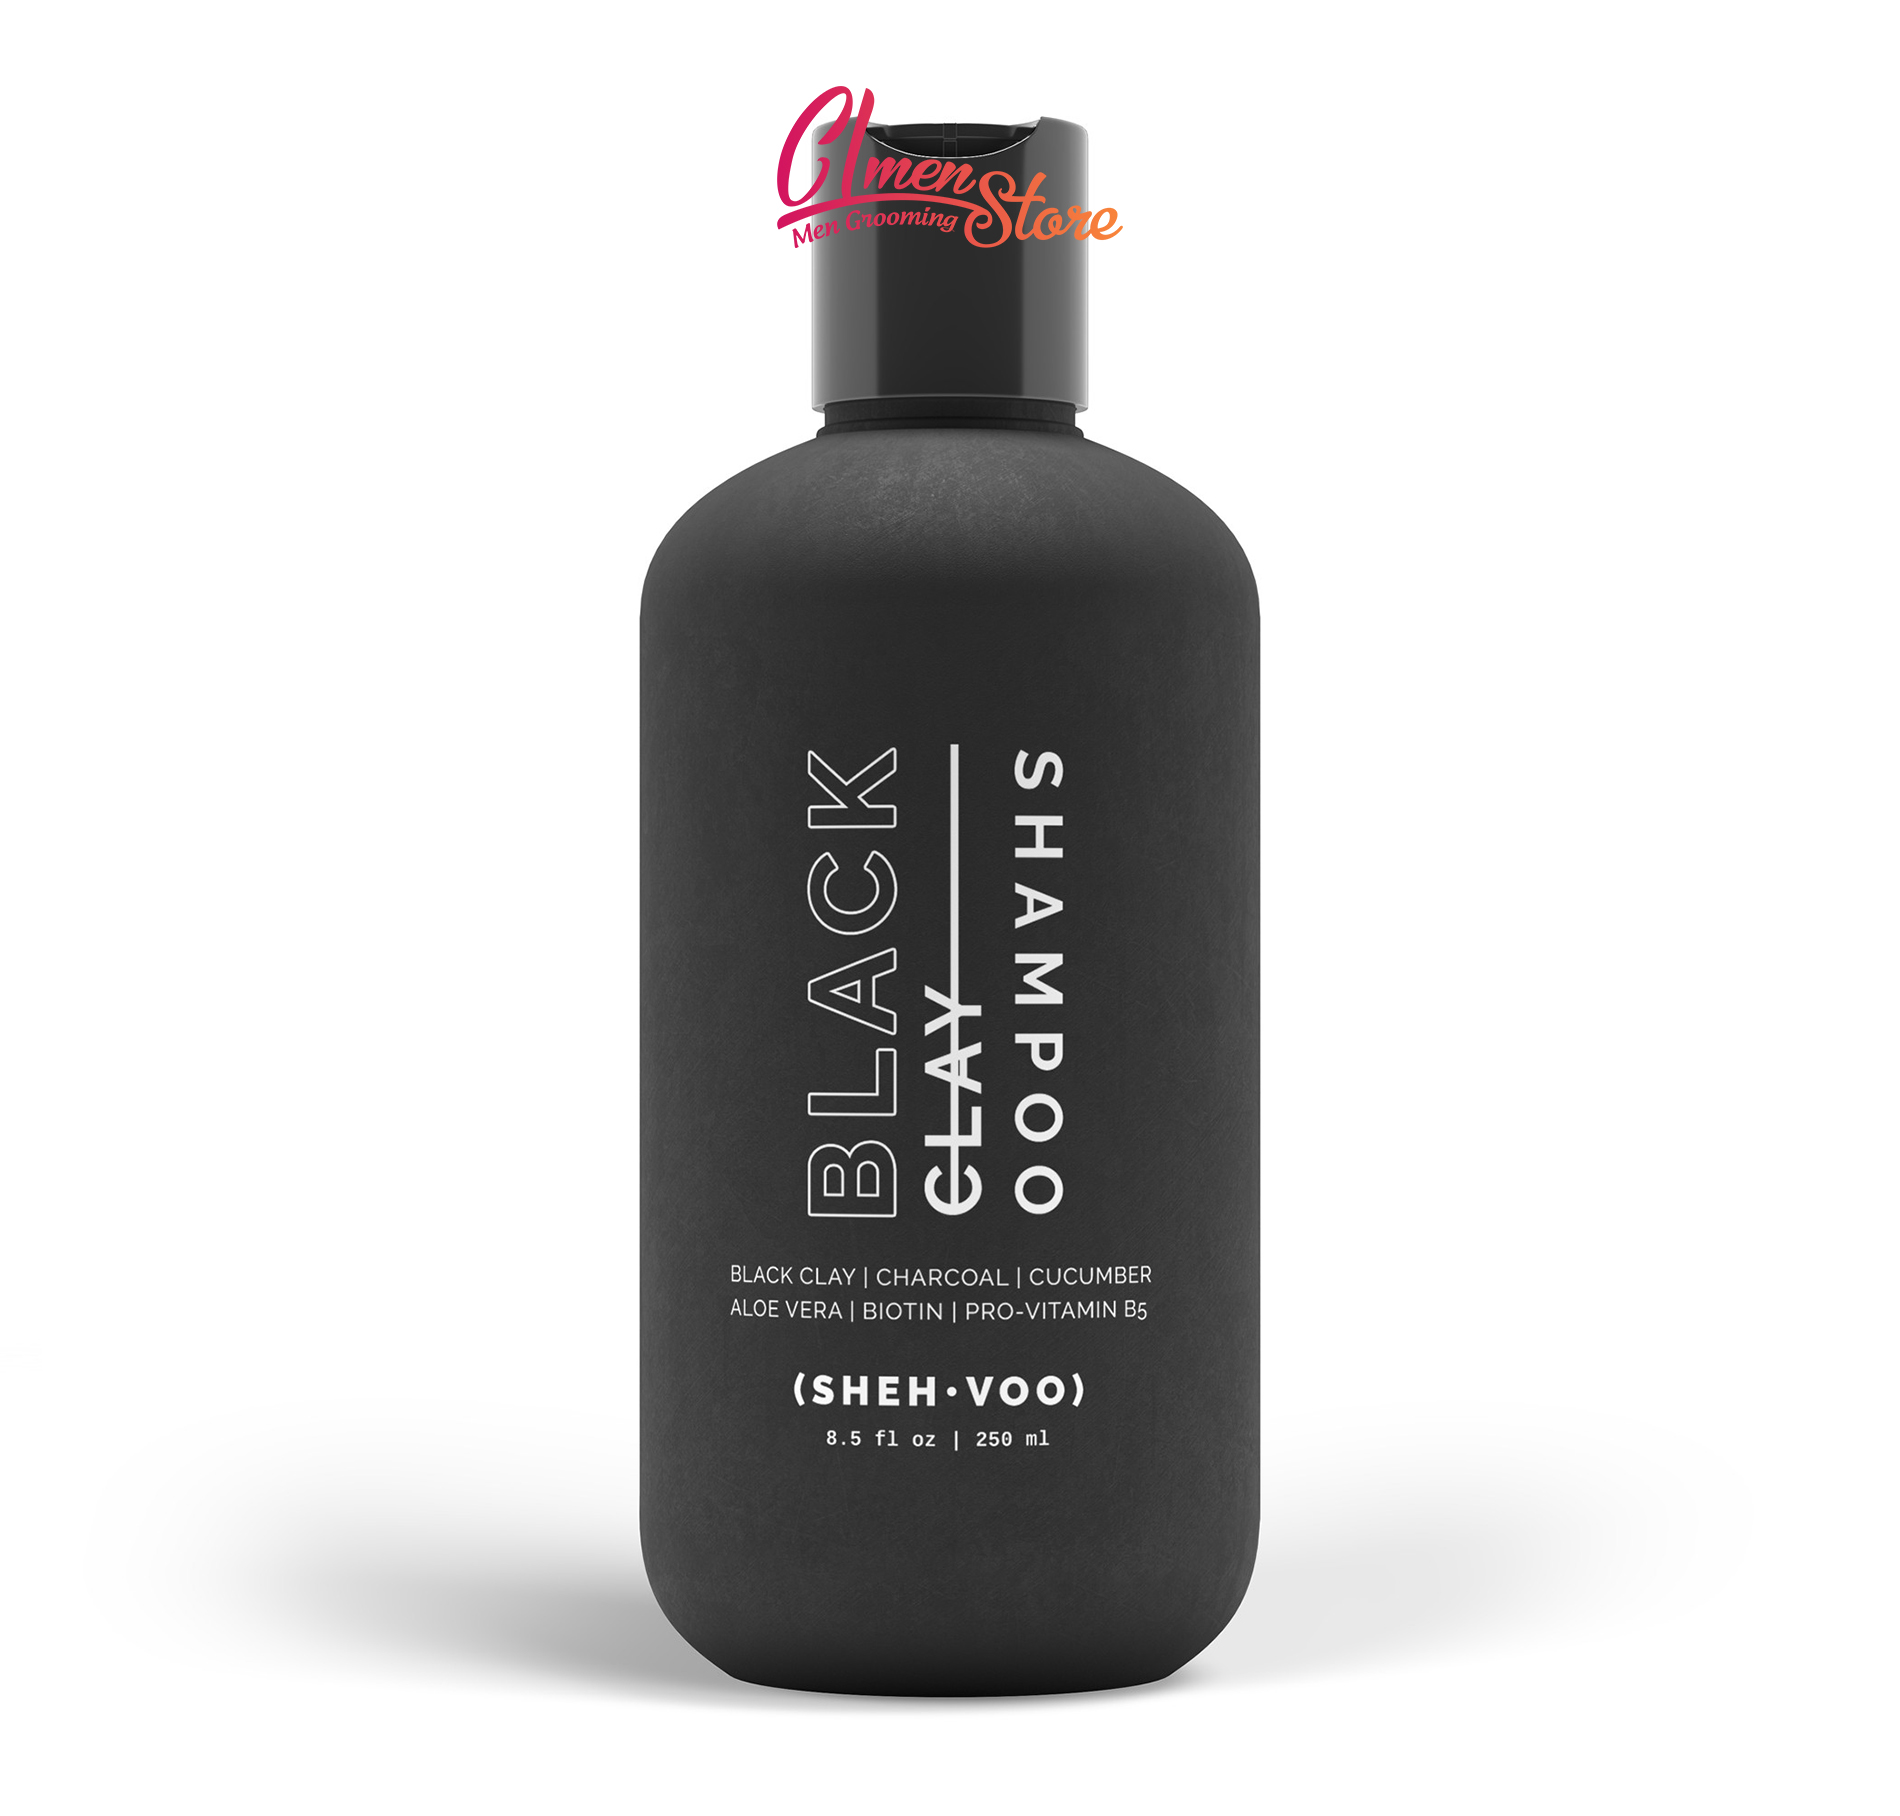 Clmen
Men Grooming Store
BLACK
CLAY
SHAMPOO
BLACK CLAY | CHARCOAL | CUCUMBER
ALOE VERA | BIOTIN | PRO-VITAMIN B5
(SHEH·VOO)
8.5 fl oz | 250 ml